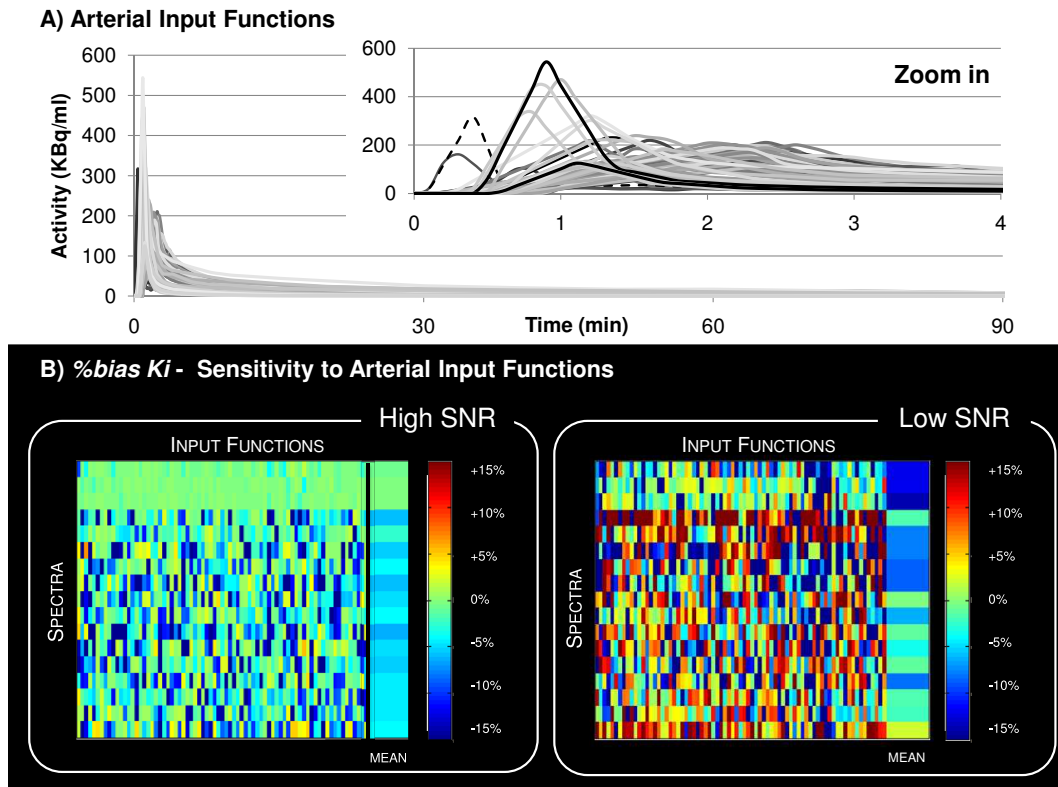 A) Arterial Input Functions
Activity (KBq/ml)
600
500
400
300
200
100
0
0
30
60
90
Time (min)
Zoom in
600
400
200
0
0
1
2
3
4
B) %bias Ki - Sensitivity to Arterial Input Functions
High SNR
INPUT FUNCTIONS
SPECTRA
MEAN
+15%
+10%
+5%
0%
-5%
-10%
-15%
Low SNR
INPUT FUNCTIONS
SPECTRA
MEAN
+15%
+10%
+5%
0%
-5%
-10%
-15%